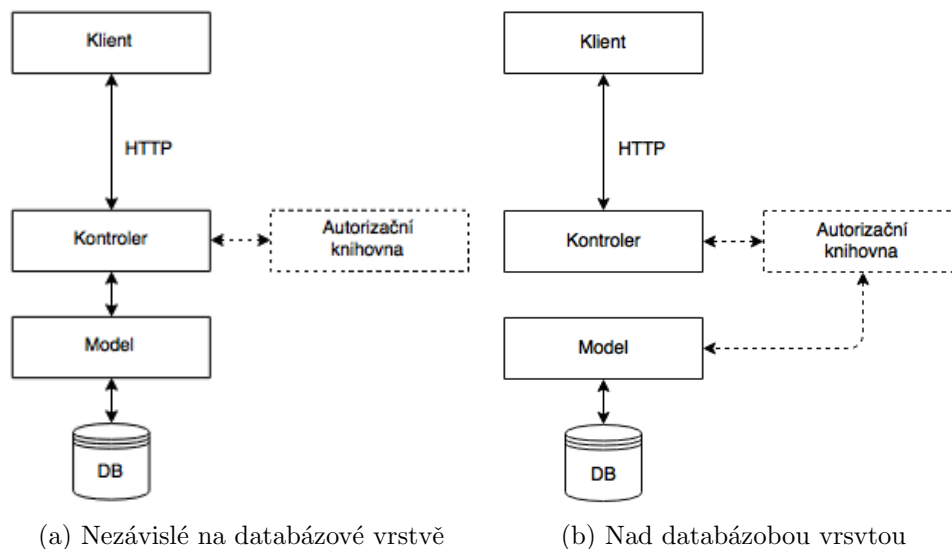 Klient
HTTP
Kontroler
Autorizační
knihovna
Model
DB
(a) Nezávislé na databázové vrstvě
Klient
HTTP
Kontroler
Autorizační
knihovna
Model
DB
(b) Nad databázobou vrsvtou